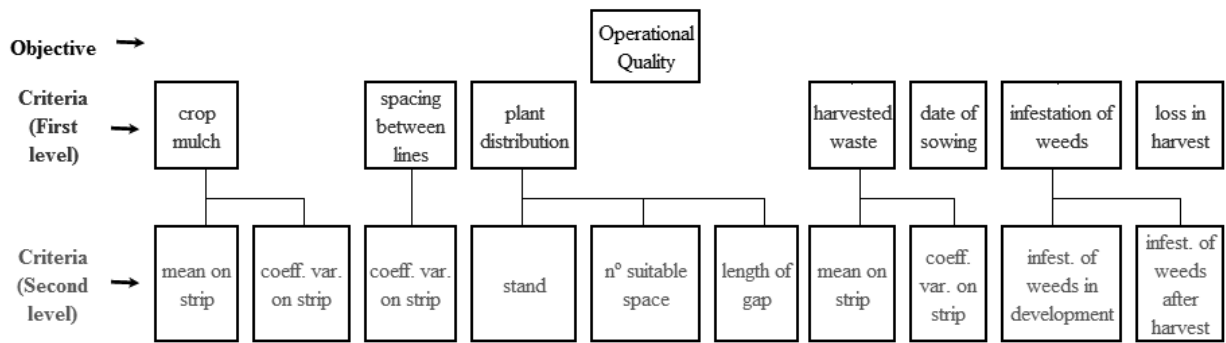 Objective
Operational
Quality
Criteria
(First
level)
crop
mulch
spacing
between
lines
plant
distribution
harvested
waste
date of
sowing
infestation of
weeds
loss in
harvest
Criteria
(Second
level)
mean on
strip
coeff. var.
on strip
coeff. var.
on strip
stand
nº suitable
space
length of
gap
mean on
strip
coeff.
var. on
strip
infest. of
weeds in
development
infest. of
weeds
after
harvest